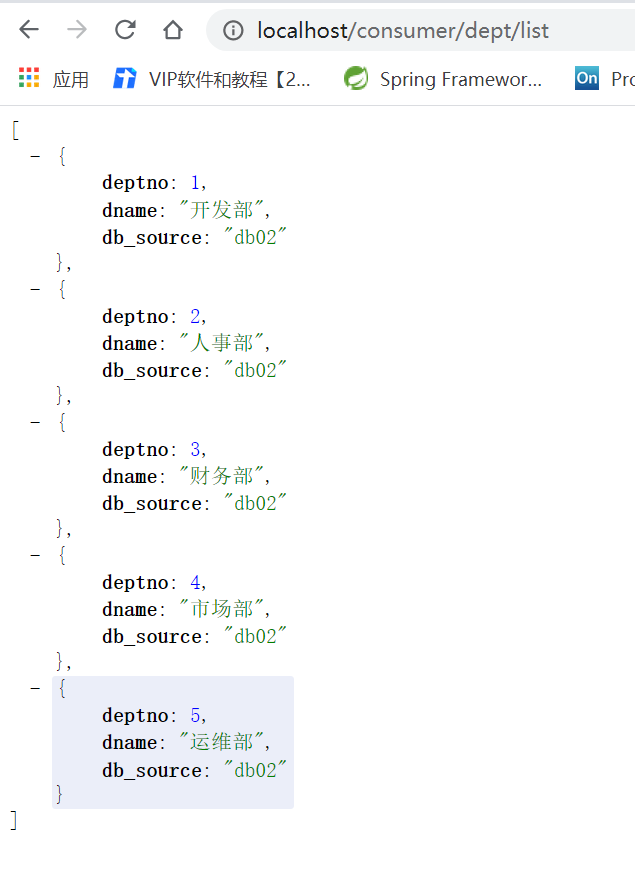 localhost/consumer/dept/list
应用 VIP软件和教程【2... Spring Framewor... On Pro
[
- {
deptno: 1,
dname: "开发部",
db_source: "db02"
},
- {
deptno: 2,
dname: "人事部",
db_source: "db02"
},
- {
deptno: 3,
dname: "财务部",
db_source: "db02"
},
- {
deptno: 4,
dname: "市场部",
db_source: "db02"
},
- {
deptno: 5,
dname: "运维部",
db_source: "db02"
}
]